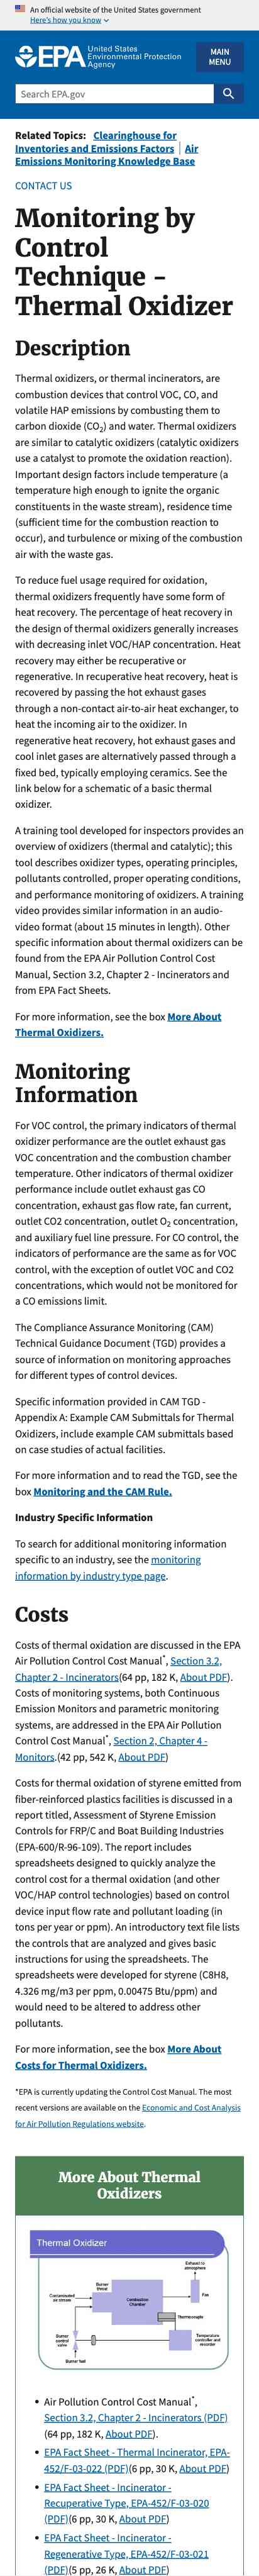 An official website of the United States government
Here's how you know
EPA United States
Environmental Protection
Agency
MAIN
MENU
Search EPA.gov
Related Topics: Clearinghouse for
Inventories and Emissions Factors | Air
Emissions Monitoring Knowledge Base
CONTACT US
Monitoring by
Control
Technique -
Thermal Oxidizer
Description
Thermal oxidizers, or thermal incinerators, are
combustion devices that control VOC, CO, and
volatile HAP emissions by combusting them to
carbon dioxide (CO2) and water. Thermal oxidizers
are similar to catalytic oxidizers (catalytic oxidizers
use a catalyst to promote the oxidation reaction).
Important design factors include temperature (a
temperature high enough to ignite the organic
constituents in the waste stream), residence time
(sufficient time for the combustion reaction to
occur), and turbulence or mixing of the combustion
air with the waste gas.
To reduce fuel usage required for oxidation,
thermal oxidizers frequently have some form of
heat recovery. The percentage of heat recovery in
the design of thermal oxidizers generally increases
with decreasing inlet VOC/HAP concentration. Heat
recovery may either be recuperative or
regenerative. In recuperative heat recovery, heat is
recovered by passing the hot exhaust gases
through a non-contact air-to-air heat exchanger, to
heat the incoming air to the oxidizer. In
regenerative heat recovery, hot exhaust gases and
cool inlet gases are alternatively passed through a
fixed bed, typically employing ceramics. See the
link below for a schematic of a basic thermal
oxidizer.
A training tool developed for inspectors provides an
overview of oxidizers (thermal and catalytic); this
tool describes oxidizer types, operating principles,
pollutants controlled, proper operating conditions,
and performance monitoring of oxidizers. A training
video provides similar information in an audio-
video format (about 15 minutes in length). Other
specific information about thermal oxidizers can be
found from the EPA Air Pollution Control Cost
Manual, Section 3.2, Chapter 2 - Incinerators and
from EPA Fact Sheets.
For more information, see the box More About
Thermal Oxidizers.
Monitoring
Information
For VOC control, the primary indicators of thermal
oxidizer performance are the outlet exhaust gas
VOC concentration and the combustion chamber
temperature. Other indicators of thermal oxidizer
performance include outlet exhaust gas CO
concentration, exhaust gas flow rate, fan current,
outlet CO2 concentration, outlet O2 concentration,
and auxiliary fuel line pressure. For CO control, the
indicators of performance are the same as for VOC
control, with the exception of outlet VOC and CO2
concentrations, which would not be monitored for
a CO emissions limit.
The Compliance Assurance Monitoring (CAM)
Technical Guidance Document (TGD) provides a
source of information on monitoring approaches
for different types of control devices.
Specific information provided in CAM TGD -
Appendix A: Example CAM Submittals for Thermal
Oxidizers, include example CAM submittals based
on case studies of actual facilities.
For more information and to read the TGD, see the
box Monitoring and the CAM Rule.
Industry Specific Information
To search for additional monitoring information
specific to an industry, see the monitoring
information by industry type page.
Costs
Costs of thermal oxidation are discussed in the EPA
Air Pollution Control Cost Manual*, Section 3.2,
Chapter 2 - Incinerators(64 pp, 182 K, About PDF).
Costs of monitoring systems, both Continuous
Emission Monitors and parametric monitoring
systems, are addressed in the EPA Air Pollution
Control Cost Manual*, Section 2, Chapter 4 -
Monitors.(42 pp, 542 K, About PDF)
Costs for thermal oxidation of styrene emitted from
fiber-reinforced plastics facilities is discussed in a
report titled, Assessment of Styrene Emission
Controls for FRP/C and Boat Building Industries
(EPA-600/R-96-109). The report includes
spreadsheets designed to quickly analyze the
control cost for a thermal oxidation (and other
VOC/HAP control technologies) based on control
device input flow rate and pollutant loading (in
tons per year or ppm). An introductory text file lists
the controls that are analyzed and gives basic
instructions for using the spreadsheets. The
spreadsheets were developed for styrene (C8H8,
4.326 mg/m3 per ppm, 0.00475 Btu/ppm) and
would need to be altered to address other
pollutants.
For more information, see the box More About
Costs for Thermal Oxidizers.
*EPA is currently updating the Control Cost Manual. The most
recent versions are available on the Economic and Cost Analysis
for Air Pollution Regulations website.
More About Thermal
Oxidizers
Thermal Oxidizer
Exhaust to
atmosphere
Burner
throat
Contaminated
air stream
Combustion
Chamber
Fan
Thermocouple
Burner
control
valve
Temperature
controller and
recorder
Burner fuel
• Air Pollution Control Cost Manual*,
Section 3.2, Chapter 2 - Incinerators (PDF)
(64 pp, 182 K, About PDF).
• EPA Fact Sheet - Thermal Incinerator, EPA-
452/F-03-022 (PDF)(6 pp, 30 K, About PDF)
• EPA Fact Sheet - Incinerator -
Recuperative Type, EPA-452/F-03-020
(PDF)(6 pp, 30 K, About PDF)
• EPA Fact Sheet - Incinerator -
Regenerative Type, EPA-452/F-03-021
(PDF)(5 pp, 26 K, About PDF)